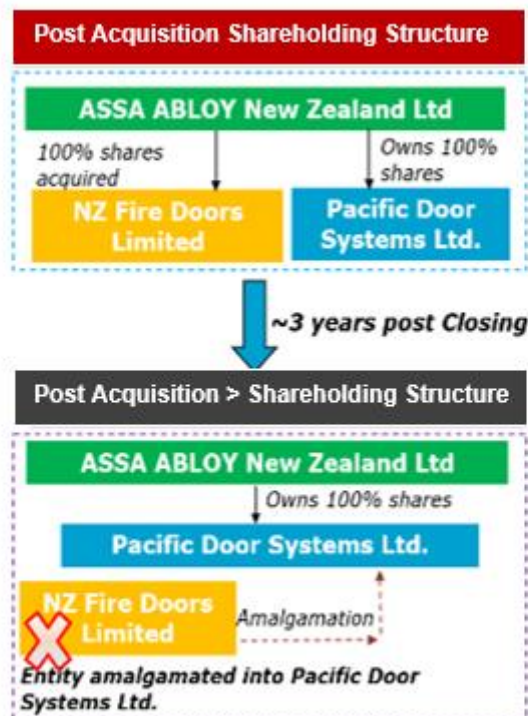 Post Acquisition Shareholding Structure
ASSA ABLOY New Zealand Ltd
100% shares
acquired
Owns 100%
shares
NZ Fire Doors
Limited
Pacific Door
Systems Ltd.
~3 years post Closing
Post Acquisition > Shareholding Structure
ASSA ABLOY New Zealand Ltd
Owns 100% shares
Pacific Door Systems Ltd.
NZ Fire Doors
Limited
Amalgamation
Entity amalgamated into Pacific Door
Systems Ltd.